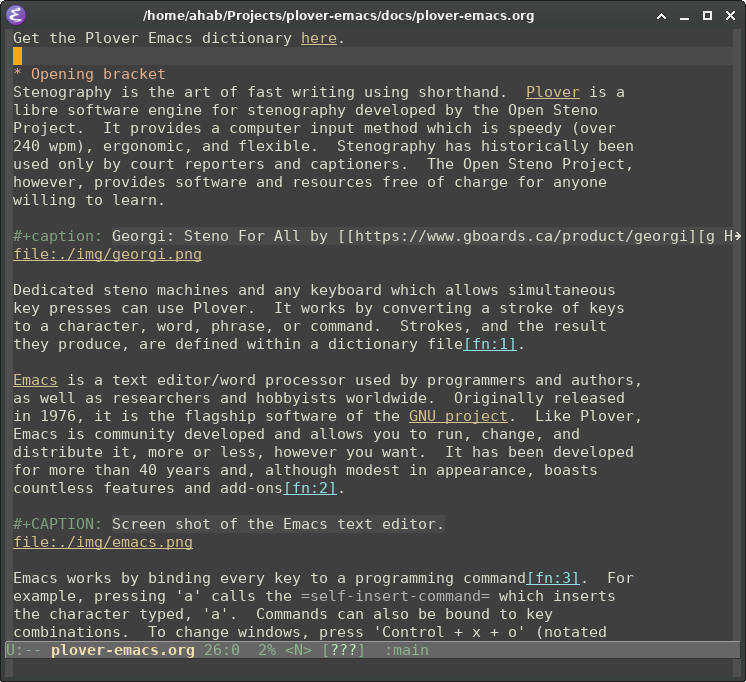 /home/ahab/Projects/plover-emacs/docs/plover-emacs.org
Get the Plover Emacs dictionary here.
* Opening bracket
Stenography is the art of fast writing using shorthand.  Plover is a
libre software engine for stenography developed by the Open Steno
Project.  It provides a computer input method which is speedy (over
240 wpm), ergonomic, and flexible.  Stenography has historically been
used only by court reporters and captioners.  The Open Steno Project,
however, provides software and resources free of charge for anyone
willing to learn.
#+caption: Georgi: Steno For All by [[https://www.gboards.ca/product/georgi][g H
file:./img/georgi.png
Dedicated steno machines and any keyboard which allows simultaneous
key presses can use Plover.  It works by converting a stroke of keys
to a character, word, phrase, or command.  Strokes, and the result
they produce, are defined within a dictionary file[fn:1].
Emacs is a text editor/word processor used by programmers and authors,
as well as researchers and hobbyists worldwide.  Originally released
in 1976, it is the flagship software of the GNU project.  Like Plover,
Emacs is community developed and allows you to run, change, and
distribute it, more or less, however you want.  It has been developed
for more than 40 years and, although modest in appearance, boasts
countless features and add-ons[fn:2].
#+CAPTION: Screen shot of the Emacs text editor.
file:./img/emacs.png
Emacs works by binding every key to a programming command[fn:3].  For
example, pressing 'a' calls the =self-insert-command= which inserts
the character typed, 'a'.  Commands can also be bound to key
combinations.  To change windows, press 'Control + x + o' (notated
U:-- plover-emacs.org 26:0  2% <N> [???]  :main